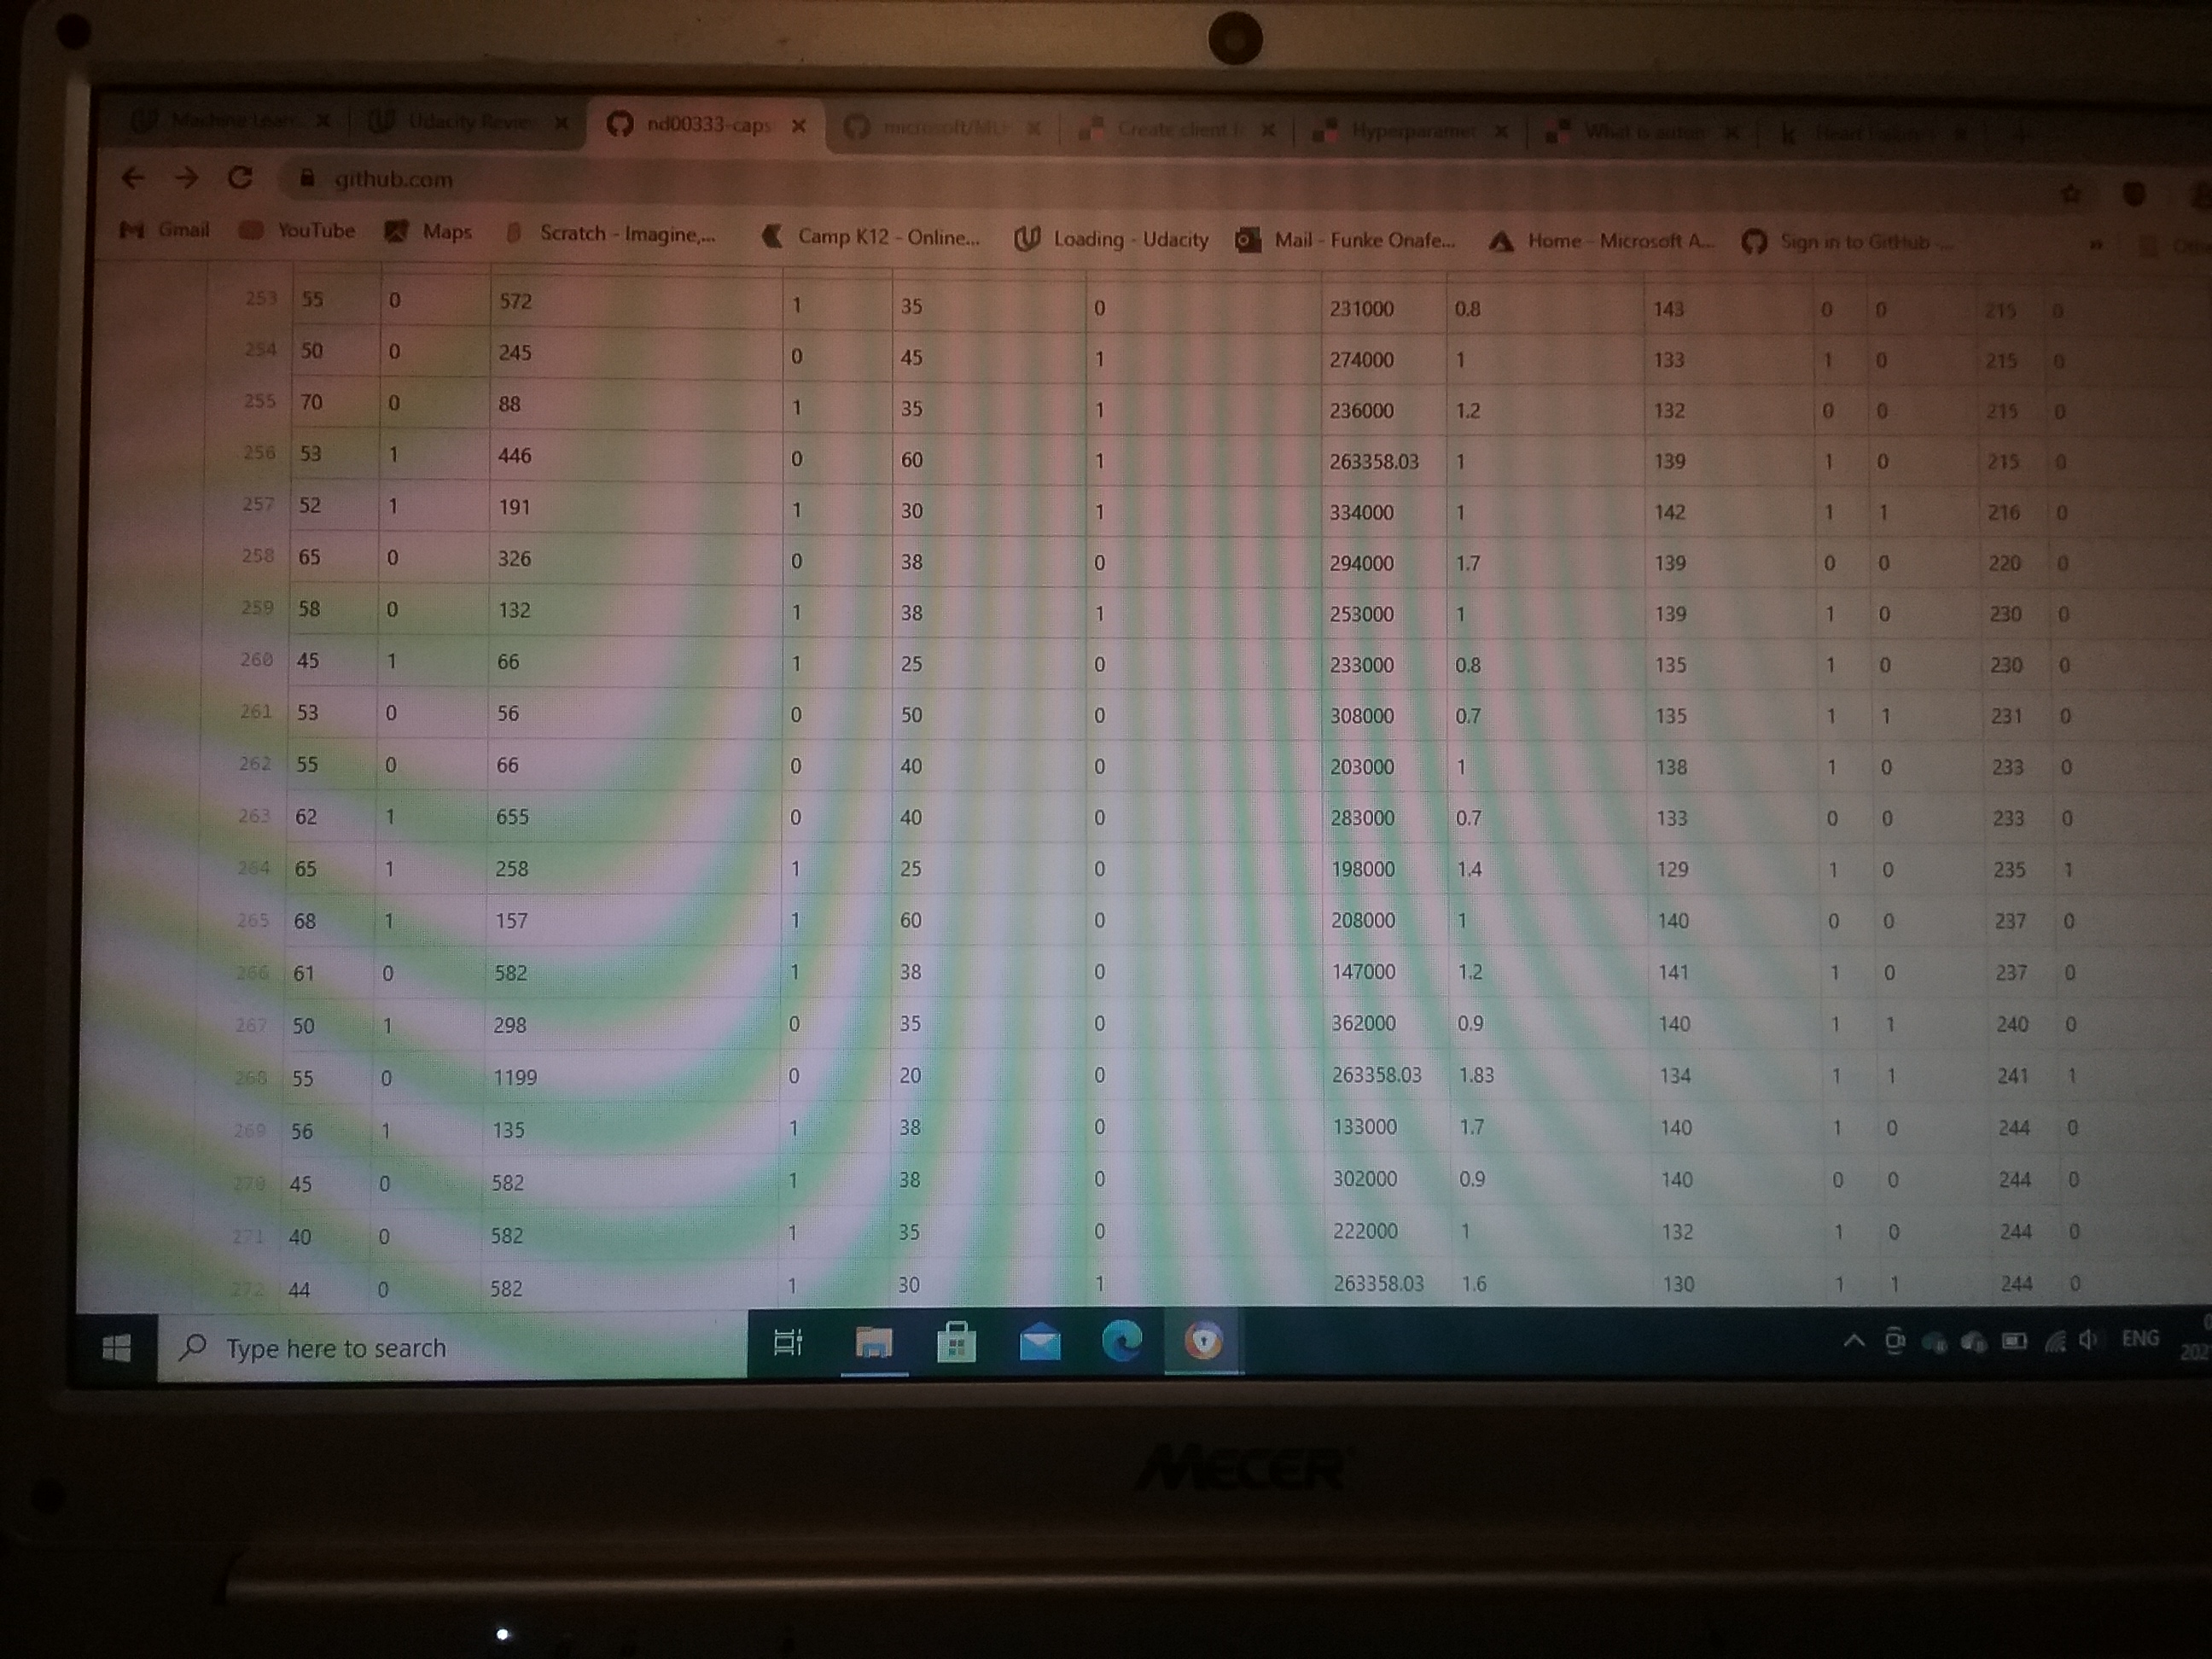 Udacity Review nd00333-caps microsoft/ML Create client Hyperparamet What is auton Heart Failure
github.com
Gmail YouTube Maps Scratch - Imagine,... Camp K12 - Online... Loading - Udacity Mail - Funke Onafe... Home - Microsoft A... Sign in to GitHub ... »
253 55 0 572 1 35 0 231000 0.8 143 0 0 215 0
254 50 0 245 0 45 1 274000 1 133 1 0 215 0
255 70 0 88 1 35 1 236000 1.2 132 0 0 215 0
256 53 1 446 0 60 1 263358.03 1 139 1 0 215 0
257 52 1 191 1 30 1 334000 1 142 1 1 216 0
258 65 0 326 0 38 0 294000 1.7 139 0 0 220 0
259 58 0 132 1 38 1 253000 1 139 1 0 230 0
260 45 1 66 1 25 0 233000 0.8 135 1 0 230 0
261 53 0 56 0 50 0 308000 0.7 135 1 1 231 0
262 55 0 66 0 40 0 203000 1 138 1 0 233 0
263 62 1 655 0 40 0 283000 0.7 133 0 0 233 0
264 65 1 258 1 25 0 198000 1.4 129 1 0 235 1
265 68 1 157 1 60 0 208000 1 140 0 0 237 0
266 61 0 582 1 38 0 147000 1.2 141 1 0 237 0
267 50 1 298 0 35 0 362000 0.9 140 1 1 240 0
268 55 0 1199 0 20 0 263358.03 1.83 134 1 1 241 1
269 56 1 135 1 38 0 133000 1.7 140 1 0 244 0
270 45 0 582 1 38 0 302000 0.9 140 0 0 244 0
271 40 0 582 1 35 0 222000 1 132 1 0 244 0
272 44 0 582 1 30 1 263358.03 1.6 130 1 1 244 0
Type here to search ENG
202
MECER